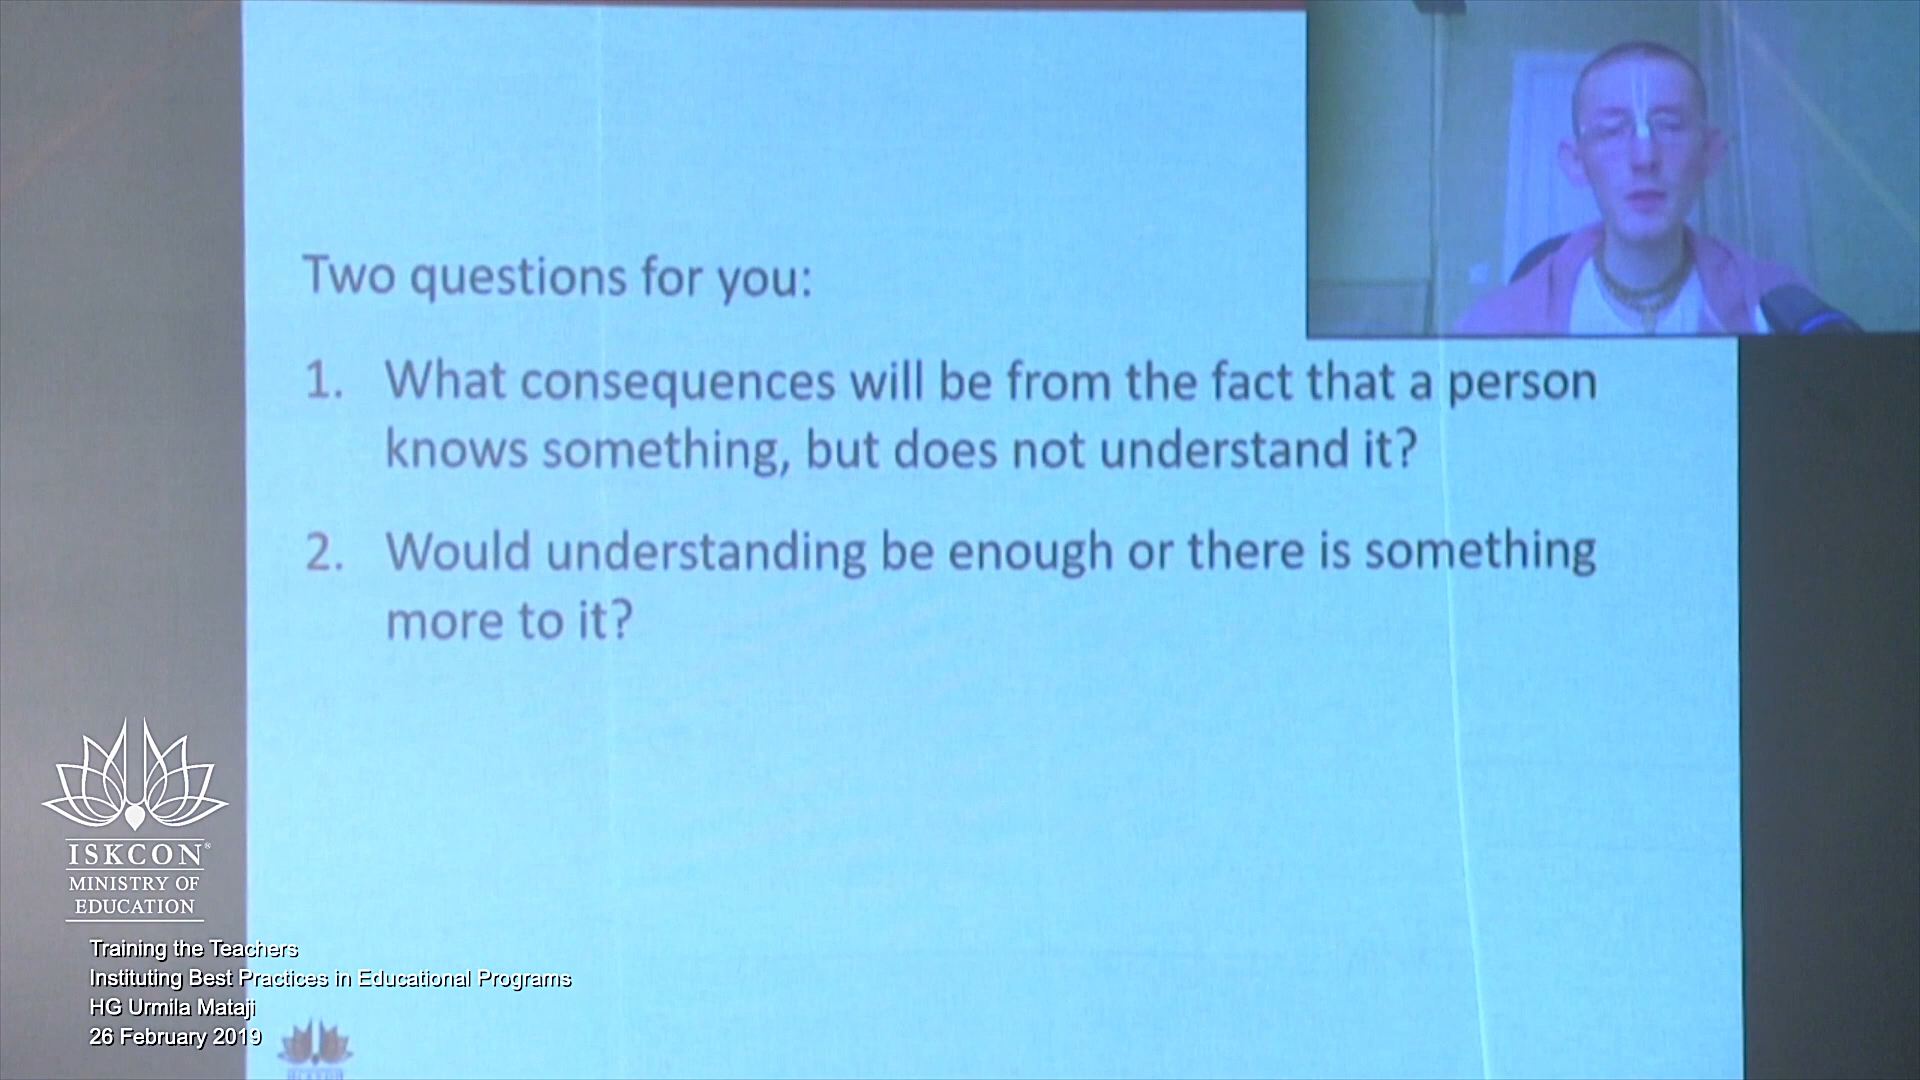 Two questions for you:
1. What consequences will be from the fact that a person
knows something, but does not understand it?
2. Would understanding be enough or there is something
more to it?
ISKCON®
MINISTRY OF
EDUCATION
Training the Teachers
Instituting Best Practices in Educational Programs
HG Urmila Mataji
26 February 2019